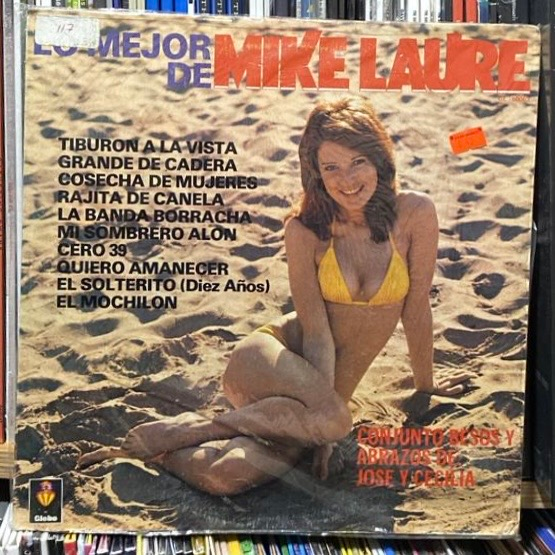 117
LO MEJOR
DE MIKE LAURE
TIBURON A LA VISTA
GRANDE DE CADERA
COSECHA DE MUJERES
RAJITA DE CANELA
LA BANDA BORRACHA
MI SOMBRERO ALON
CERO 39
QUIERO AMANECER
EL SOLTERITO (Diez Años)
EL MOCHILON
CONJUNTO BESOS Y
ABRAZOS DE
JOSE Y CECILIA
Globo